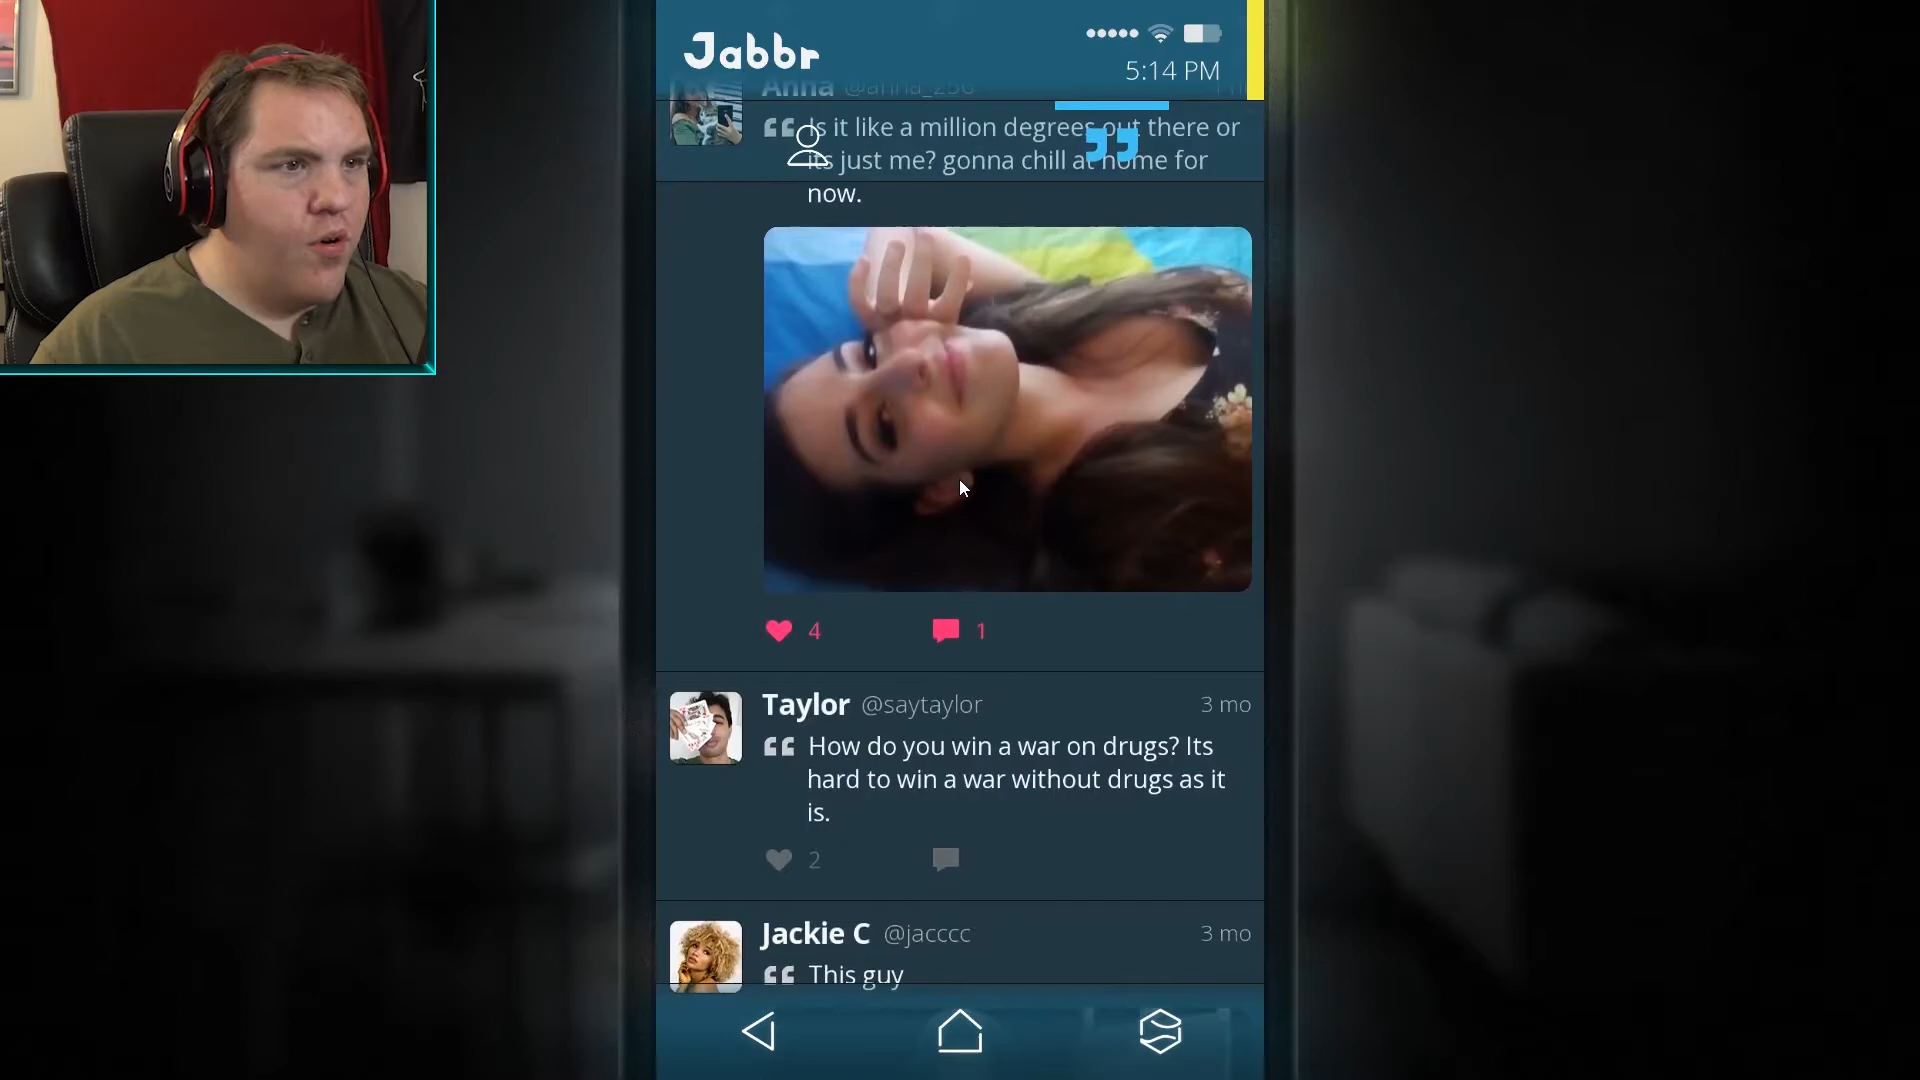 Jabbr
5:14 PM
Anna @anna_256
Is it like a million degrees out there or
its just me? gonna chill at home for
now.
4 1
Taylor @saytaylor 3 mo
How do you win a war on drugs? Its
hard to win a war without drugs as it
is.
2
Jackie C @jacccc 3 mo
This guy